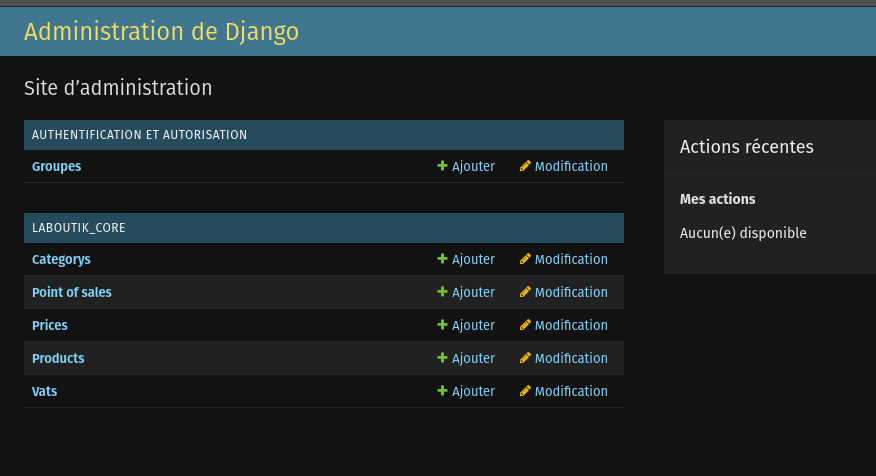 Administration de Django
Site d’administration
AUTHENTIFICATION ET AUTORISATION
Groupes Ajouter Modification
LABOUTIK_CORE
Categorys Ajouter Modification
Point of sales Ajouter Modification
Prices Ajouter Modification
Products Ajouter Modification
Vats Ajouter Modification
Actions récentes
Mes actions
Aucun(e) disponible